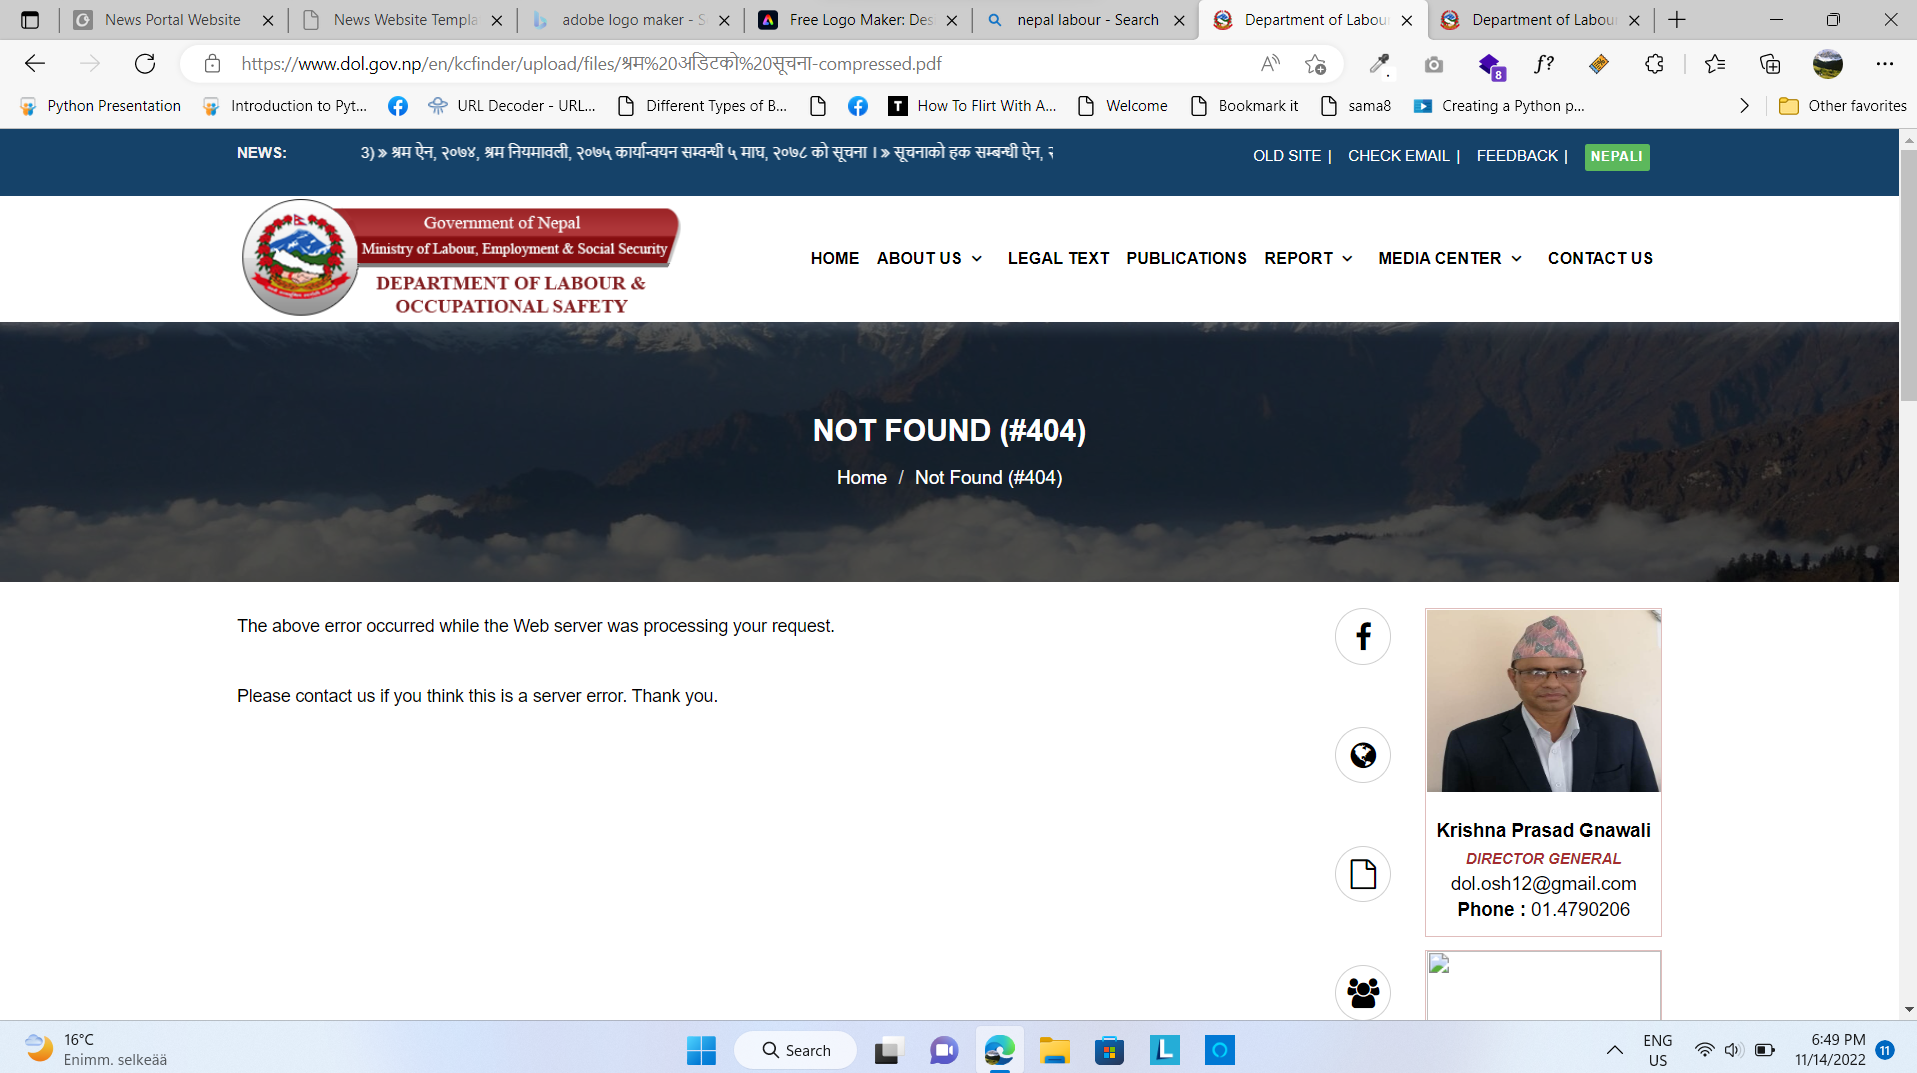 News Portal Website
News Website Templa
adobe logo maker - S
Free Logo Maker: Des
nepal labour - Search
Department of Labou
Department of Labou
https://www.dol.gov.np/en/kcfinder/upload/files/श्रम%20अडिटको%20सूचना-compressed.pdf
8
f?
Python Presentation
Introduction to Pyt...
URL Decoder - URL...
Different Types of B...
T
How To Flirt With A...
Welcome
Bookmark it
sama8
Creating a Python p...
Other favorites
NEWS:
3) » श्रम ऐन, २०७४, श्रम नियमावली, २०७५ कार्यान्वयन सम्वन्धी ५ माघ, २०७८ को सूचना । » सूचनाको हक सम्बन्धी ऐन,
OLD SITE | CHECK EMAIL | FEEDBACK | NEPALI
Government of Nepal
Ministry of Labour, Employment & Social Security
DEPARTMENT OF LABOUR &
OCCUPATIONAL SAFETY
HOME ABOUT US LEGAL TEXT PUBLICATIONS REPORT MEDIA CENTER CONTACT US
NOT FOUND (#404)
Home / Not Found (#404)
The above error occurred while the Web server was processing your request.
Please contact us if you think this is a server error. Thank you.
Krishna Prasad Gnawali
DIRECTOR GENERAL
dol.osh12@gmail.com
Phone : 01.4790206
16°C
Enimm. selkeää
Search
L
ENG
US
6:49 PM
11/14/2022
11